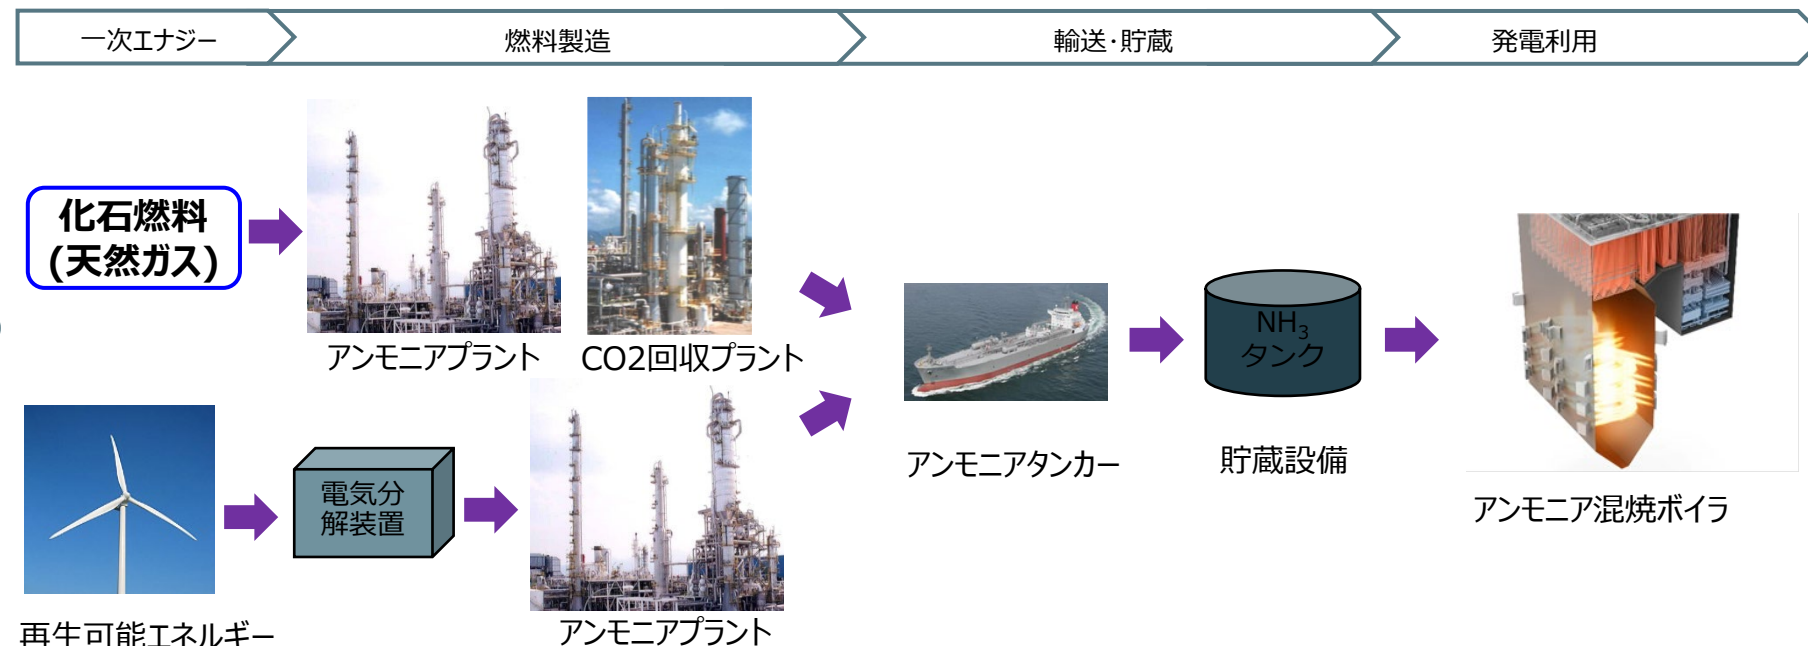 一次エナジー
燃料製造
輸送・貯蔵
発電利用
化石燃料
(天然ガス)
アンモニアプラント
CO2回収プラント
NH₃
タンク
アンモニアタンカー
貯蔵設備
アンモニア混焼ボイラ
電気分
解装置
再生可能エネルギー
アンモニアプラント